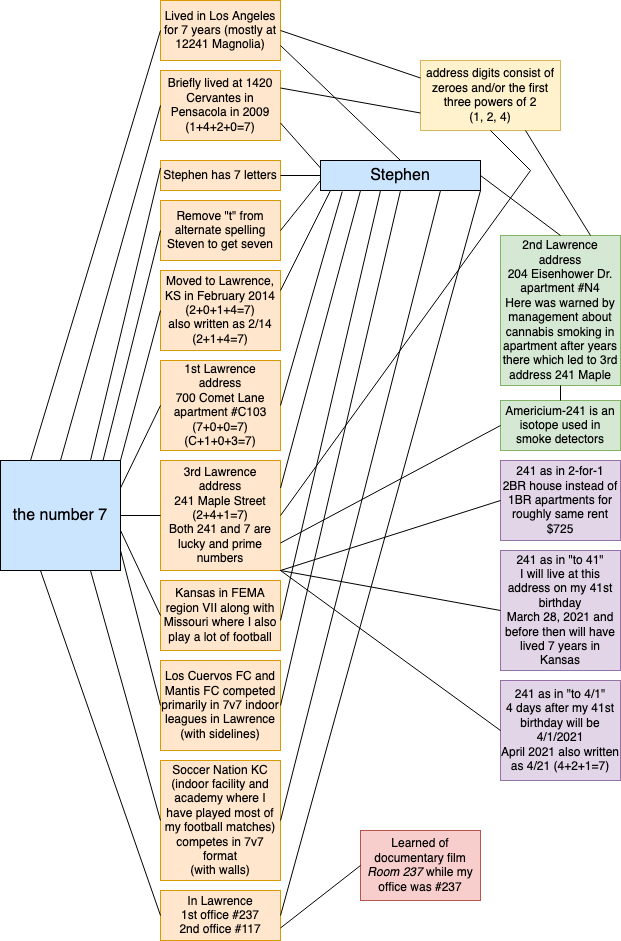 Lived in Los Angeles
for 7 years (mostly at
12241 Magnolia)
address digits consist of
zeroes and/or the first
three powers of 2
(1, 2, 4)
Briefly lived at 1420
Cervantes in
Pensacola in 2009
(1+4+2+0=7)
Stephen has 7 letters
Stephen
Remove "t" from
alternate spelling
Steven to get seven
Moved to Lawrence,
KS in February 2014
(2+0+1+4=7)
also written as 2/14
(2+1+4=7)
2nd Lawrence
address
204 Eisenhower Dr.
apartment #N4
Here was warned by
management about
cannabis smoking in
apartment after years
there which led to 3rd
address 241 Maple
1st Lawrence
address
700 Comet Lane
apartment #C103
(7+0+0=7)
(C+1+0+3=7)
Americium-241 is an
isotope used in
smoke detectors
the number 7
3rd Lawrence
address
241 Maple Street
(2+4+1=7)
Both 241 and 7 are
lucky and prime
numbers
241 as in 2-for-1
2BR house instead of
1BR apartments for
roughly same rent
$725
241 as in "to 41"
I will live at this
address on my 41st
birthday
March 28, 2021 and
before then will have
lived 7 years in
Kansas
Kansas in FEMA
region VII along with
Missouri where I also
play a lot of football
Los Cuervos FC and
Mantis FC competed
primarily in 7v7 indoor
leagues in Lawrence
(with sidelines)
241 as in "to 4/1"
4 days after my 41st
birthday will be
4/1/2021
April 2021 also written
as 4/21 (4+2+1=7)
Soccer Nation KC
(indoor facility and
academy where I
have played most of
my football matches)
competes in 7v7
format
(with walls)
Learned of
documentary film
Room 237 while my
office was #237
In Lawrence
1st office #237
2nd office #117